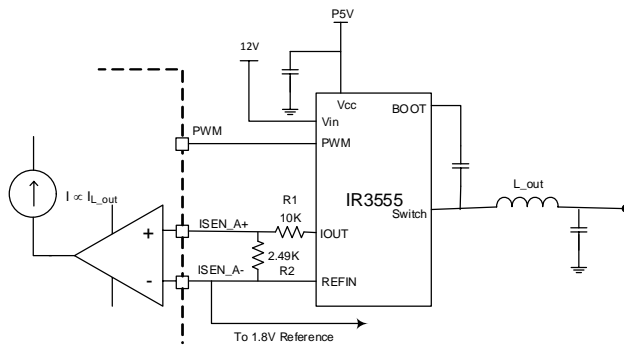 P5V
12V
Vcc
BOOT
Vin
PWM
PWM
L_out
I ∝ I_L_out
R1
IR3555
Switch
+
ISEN_A+
10K
IOUT
2.49K
-
ISEN_A-
R2
REFIN
To 1.8V Reference